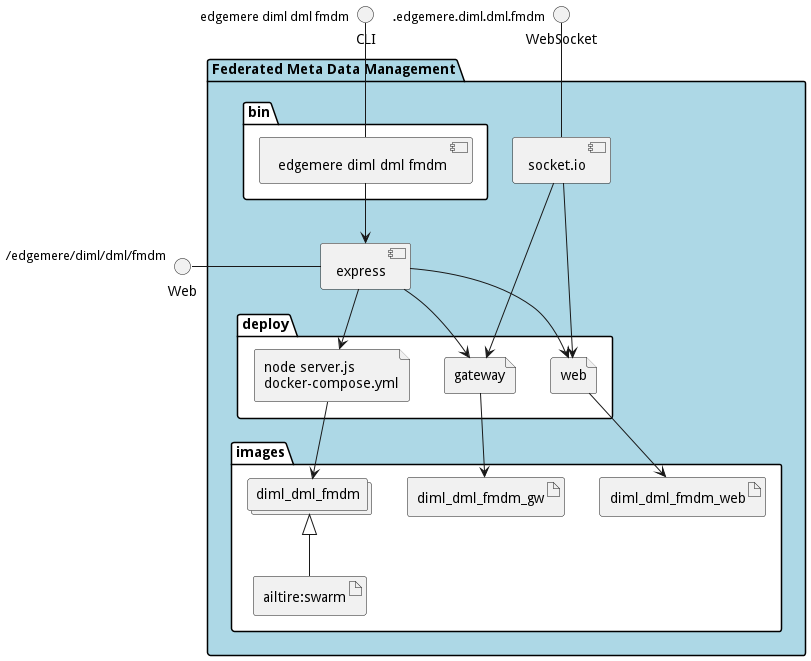 edgemere diml dml fmdm
.edgemere.diml.dml.fmdm
CLI
WebSocket
Federated Meta Data Management
bin
edgemere diml dml fmdm
socket.io
/edgemere/diml/dml/fmdm
Web
express
deploy
node server.js
docker-compose.yml
gateway
web
images
diml_dml_fmdm
diml_dml_fmdm_gw
diml_dml_fmdm_web
ailtire:swarm